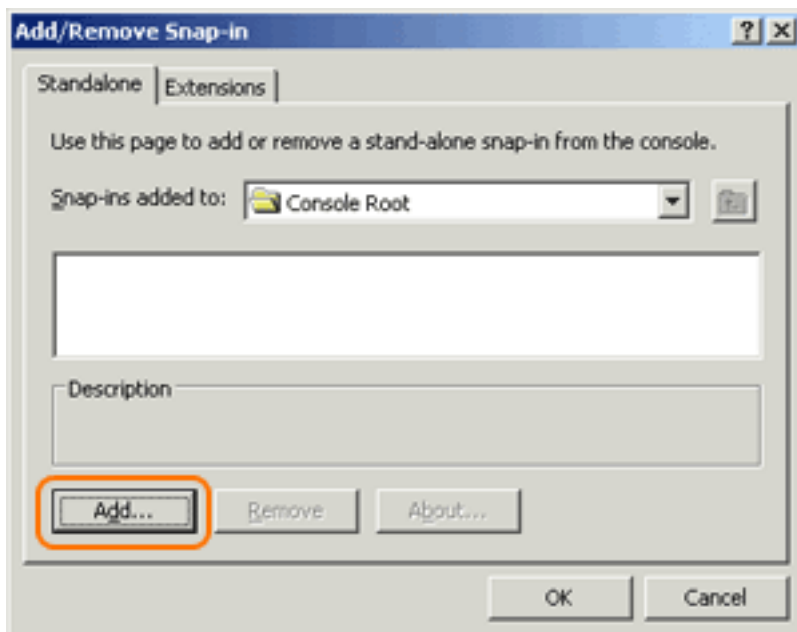 Add/Remove Snap-in
Standalone
Extensions
Use this page to add or remove a stand-alone snap-in from the console.
Snap-ins added to:
Console Root
Description
Add...
Remove
About...
OK
Cancel